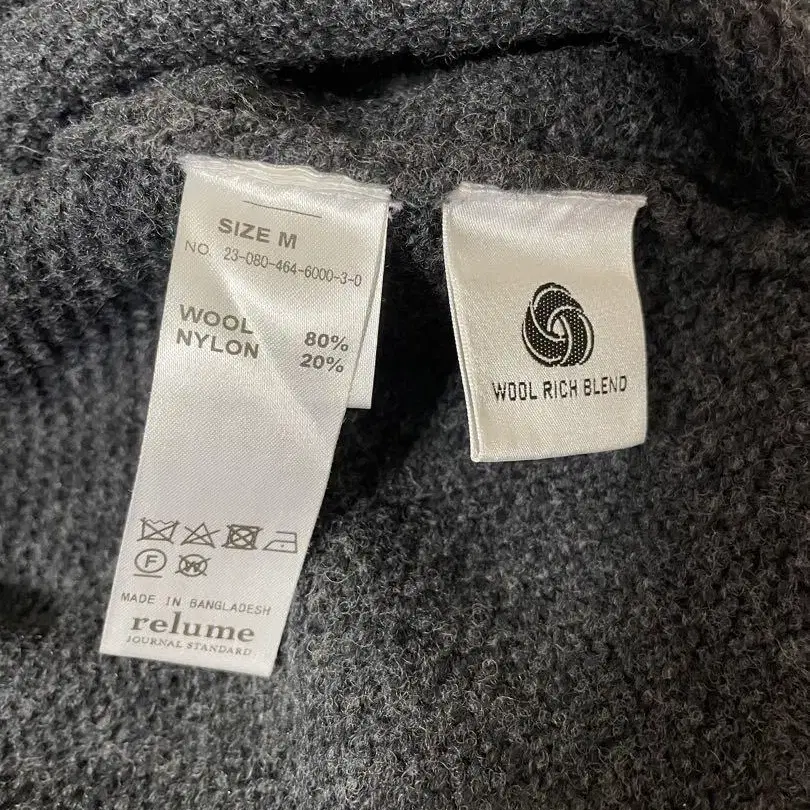 SIZE M
NO. 23-080-464-6000-3-0
WOOL 80%
NYLON 20%
F
W
MADE IN BANGLADESH
relume
JOURNAL STANDARD
WOOL RICH BLEND